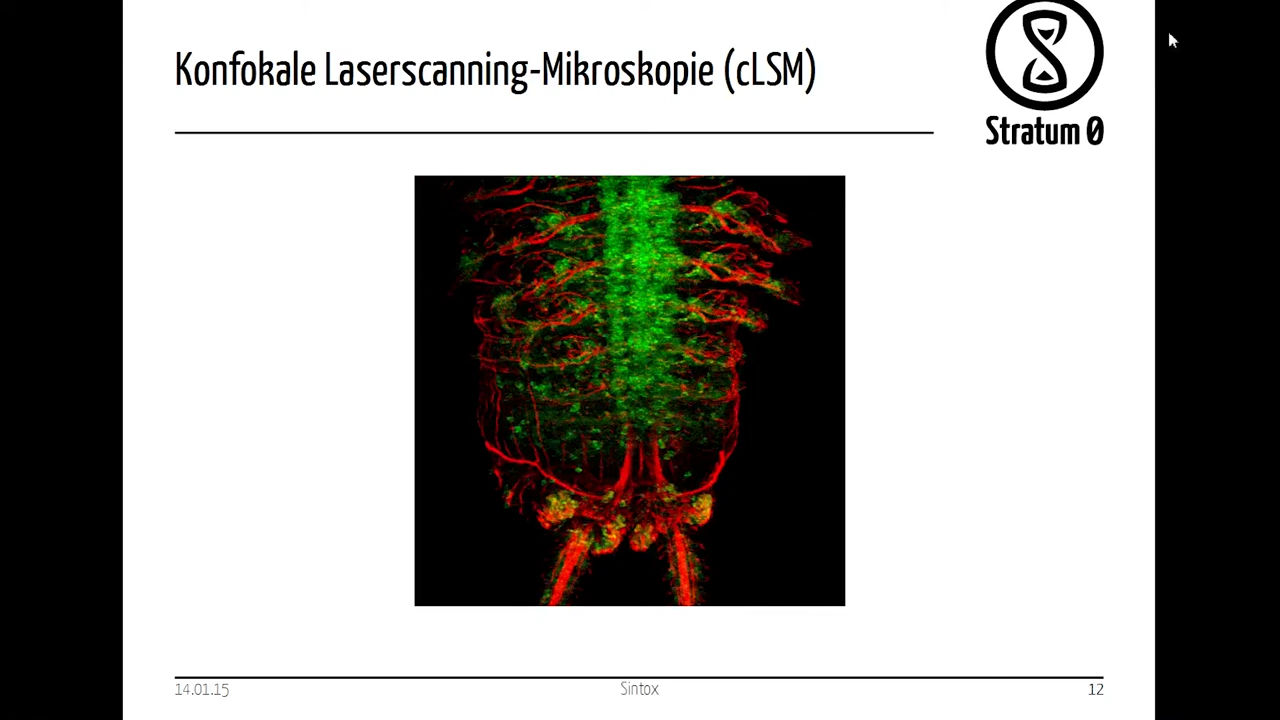 Konfokale Laserscanning-Mikroskopie (cLSM)
Stratum 0
14.01.15
Sintox
12